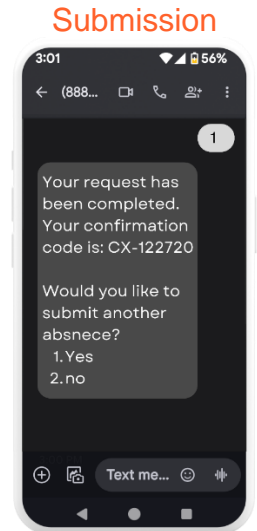 Submission
3:01
56%
(888...
1
Your request has
been completed.
Your confirmation
code is: CX-122720
Would you like to
submit another
absnece?
1.Yes
2.no
Text me...